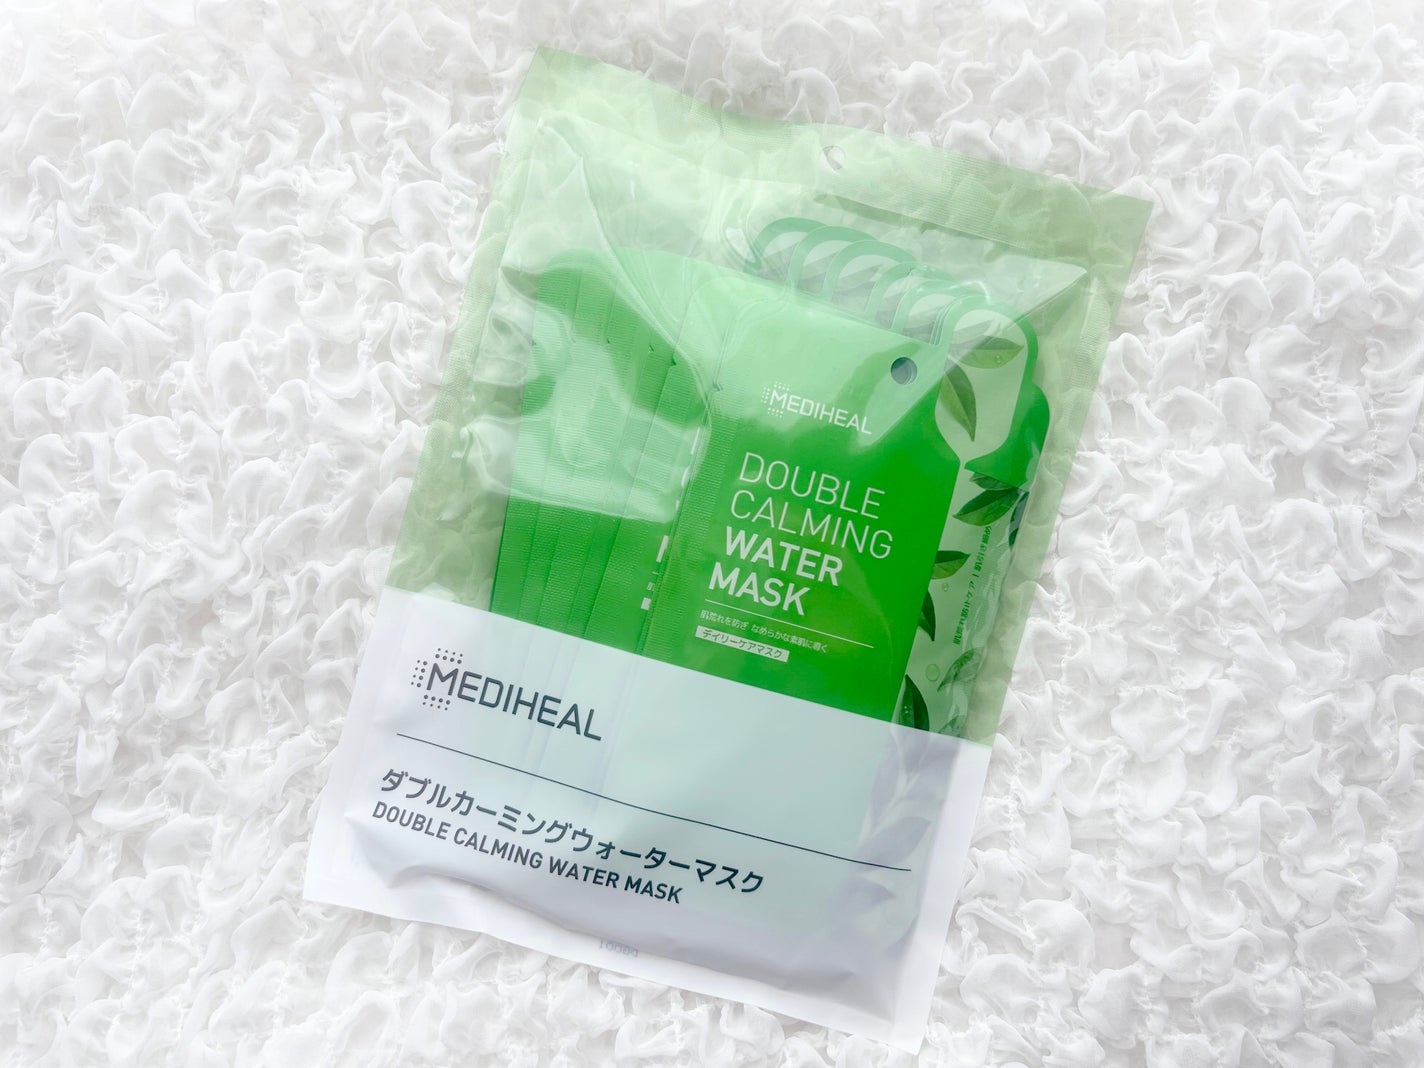 MEDIHEAL
DOUBLE
CALMING
WATER
MASK
肌荒れを防ぎ なめらかな素肌に導く
デイリーケアマスク
MEDIHEAL
ダブルカーミングウォーターマスク
DOUBLE CALMING WATER MASK